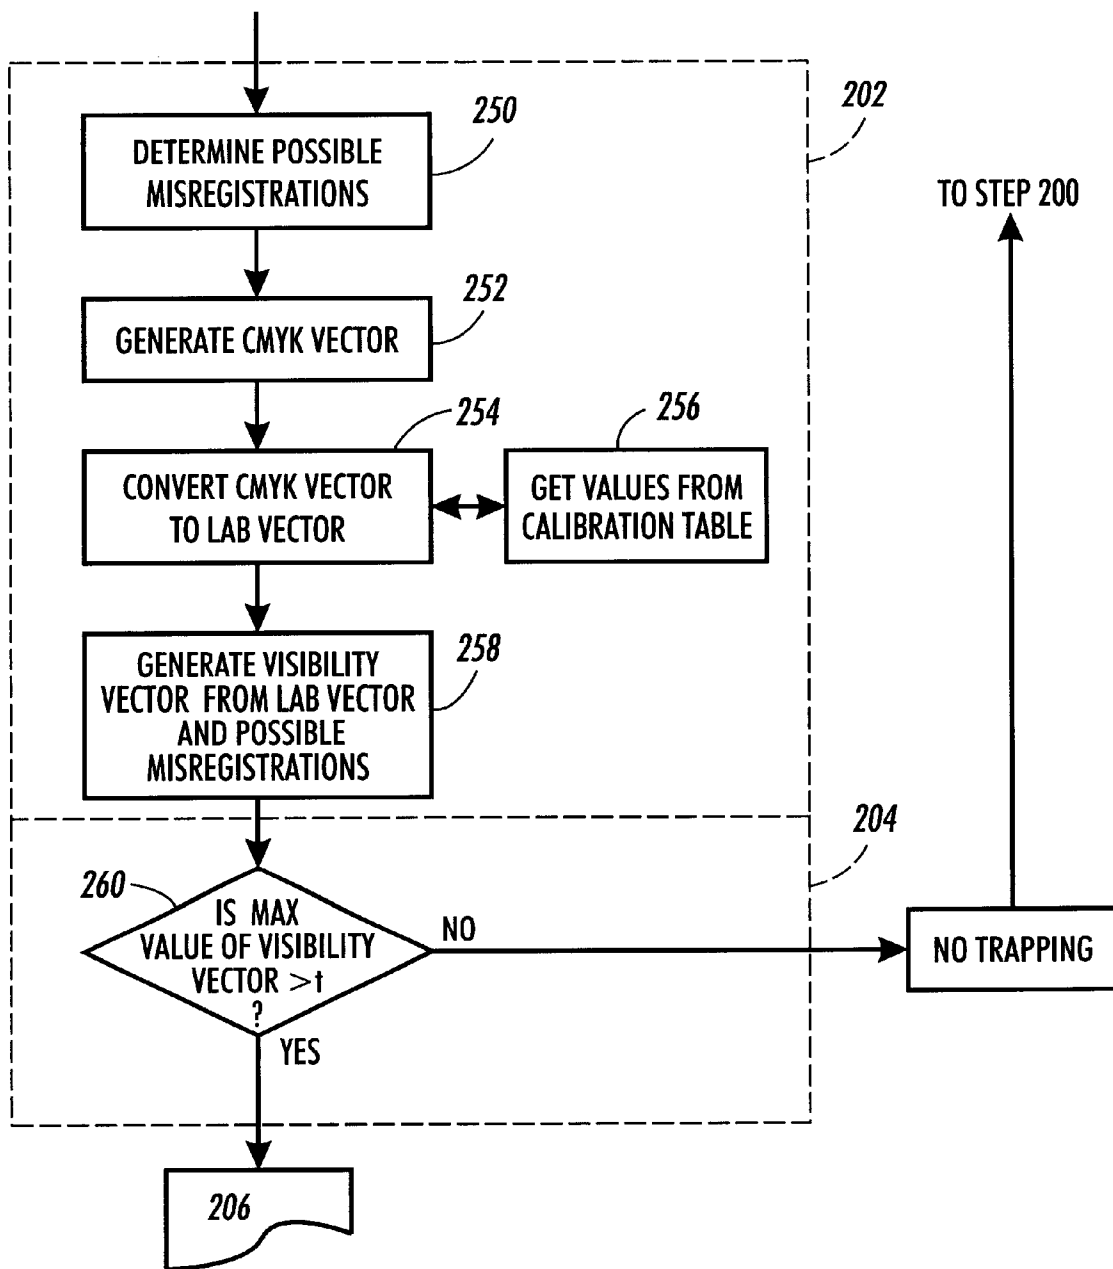 250
202
DETERMINE POSSIBLE
MISREGISTRATIONS
TO STEP 200
252
GENERATE CMYK VECTOR
254
256
CONVERT CMYK VECTOR
TO LAB VECTOR
GET VALUES FROM
CALIBRATION TABLE
258
GENERATE VISIBILITY
VECTOR FROM LAB VECTOR
AND POSSIBLE
MISREGISTRATIONS
204
260
IS MAX
VALUE OF VISIBILITY
VECTOR >t
?
NO
NO TRAPPING
YES
206